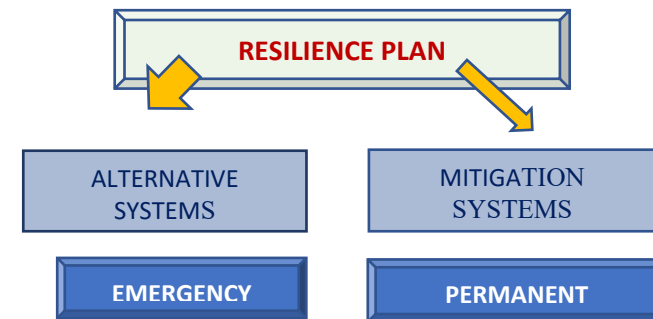 RESILIENCE PLAN
ALTERNATIVE
SYSTEMS
MITIGATION
SYSTEMS
EMERGENCY
PERMANENT